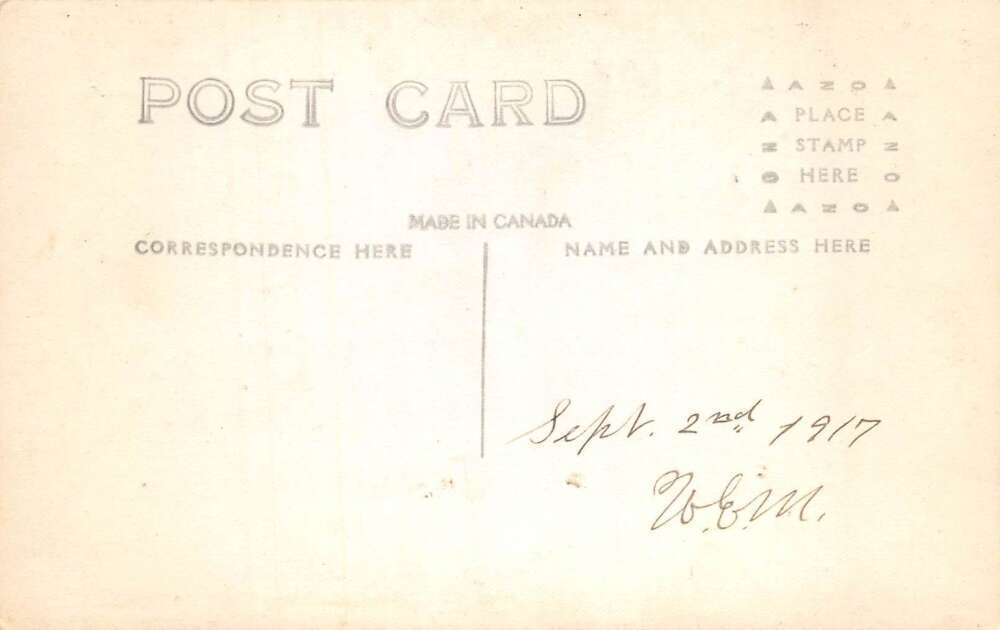 POST CARD
▲ A Z O ▲
A PLACE A
Z STAMP Z
O HERE O
▲ A Z O ▲
MADE IN CANADA
CORRESPONDENCE HERE
NAME AND ADDRESS HERE
Sept. 2nd 1917
W.E.M.